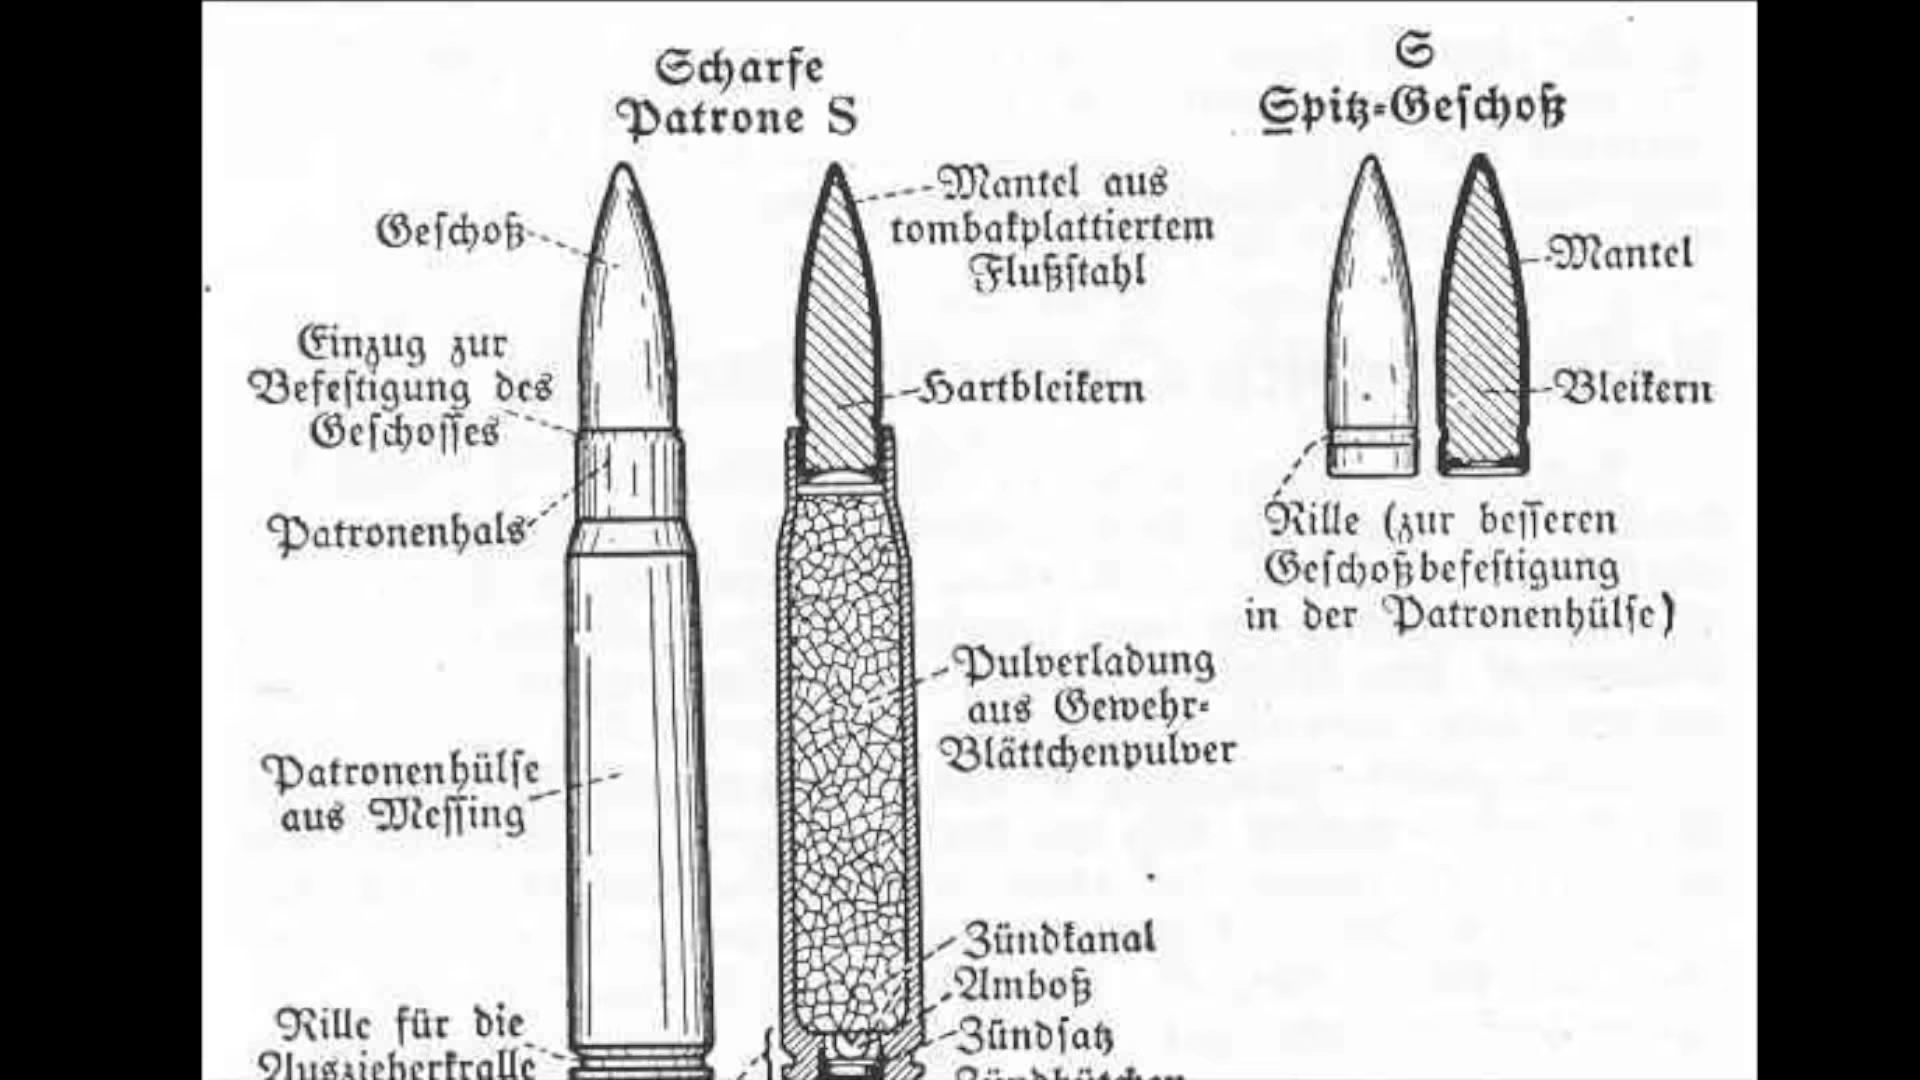 Scharfe
Patrone S
Geſchoß
Einzug zur
Befeſtigung des
Geſchoſſes
Patronenhals
Patronenhülſe
aus Meſſing
Rille für die
Auszieherkralle
Mantel aus
tombakplattiertem
Flußſtahl
Hartbleikern
Pulverladung
aus Gewehr-
Blättchenpulver
Zündkanal
Amboß
Zündſatz
Zündhütchen
S
Spitz-Geſchoß
Mantel
Bleikern
Rille (zur beſſeren
Geſchoßbefeſtigung
in der Patronenhülſe)